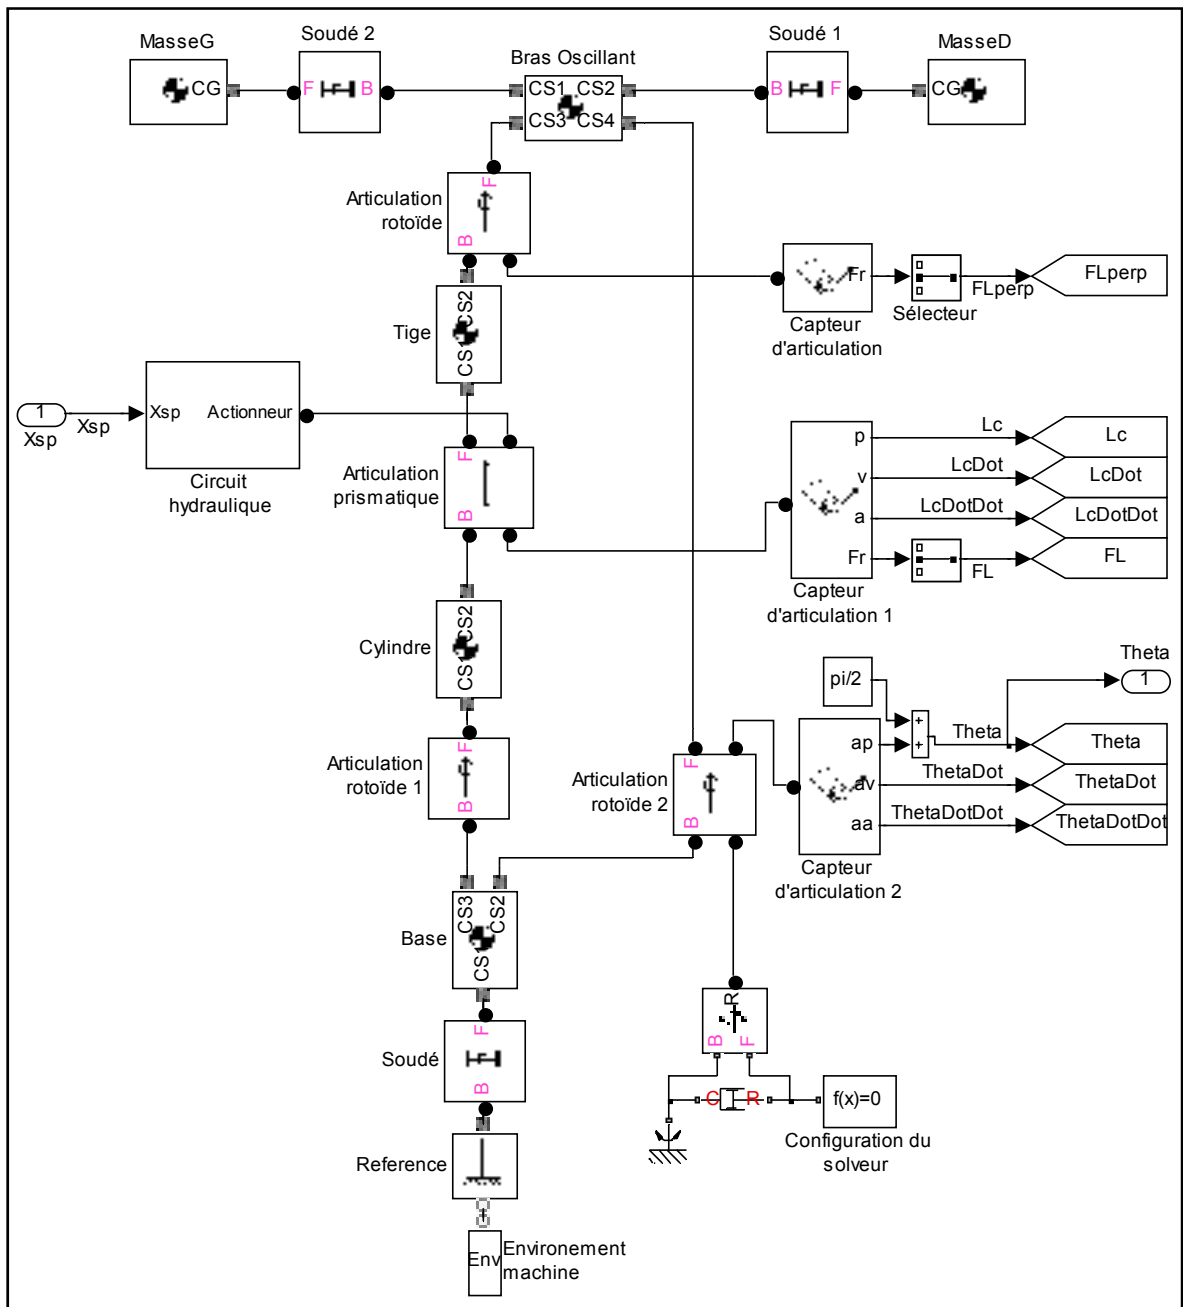 MasseG
Soudé 2
Bras Oscillant
Soudé 1
MasseD
CG
F
B
CS1
CS2
B
F
CG
CS3
CS4
Articulation
rotoïde
F
B
Fr
Sélecteur
FLperp
FLperp
Capteur
d'articulation
Tige
CS2
CS1
1
Xsp
Xsp
Xsp
Actionneur
Circuit
hydraulique
Articulation
prismatique
F
B
p
v
a
Fr
Lc
LcDot
LcDotDot
FL
Lc
LcDot
LcDotDot
FL
Capteur
d'articulation 1
Cylindre
CS2
CS1
Theta
1
pi/2
+
+
Theta
Theta
ap
av
aa
ThetaDot
ThetaDot
ThetaDotDot
ThetaDotDot
Capteur
d'articulation 2
Articulation
rotoïde 1
F
B
Articulation
rotoïde 2
F
B
Base
CS3
CS2
CS1
R
B
F
Soudé
F
B
C
R
f(x)=0
Configuration du
solveur
Reference
Env
Environement
machine